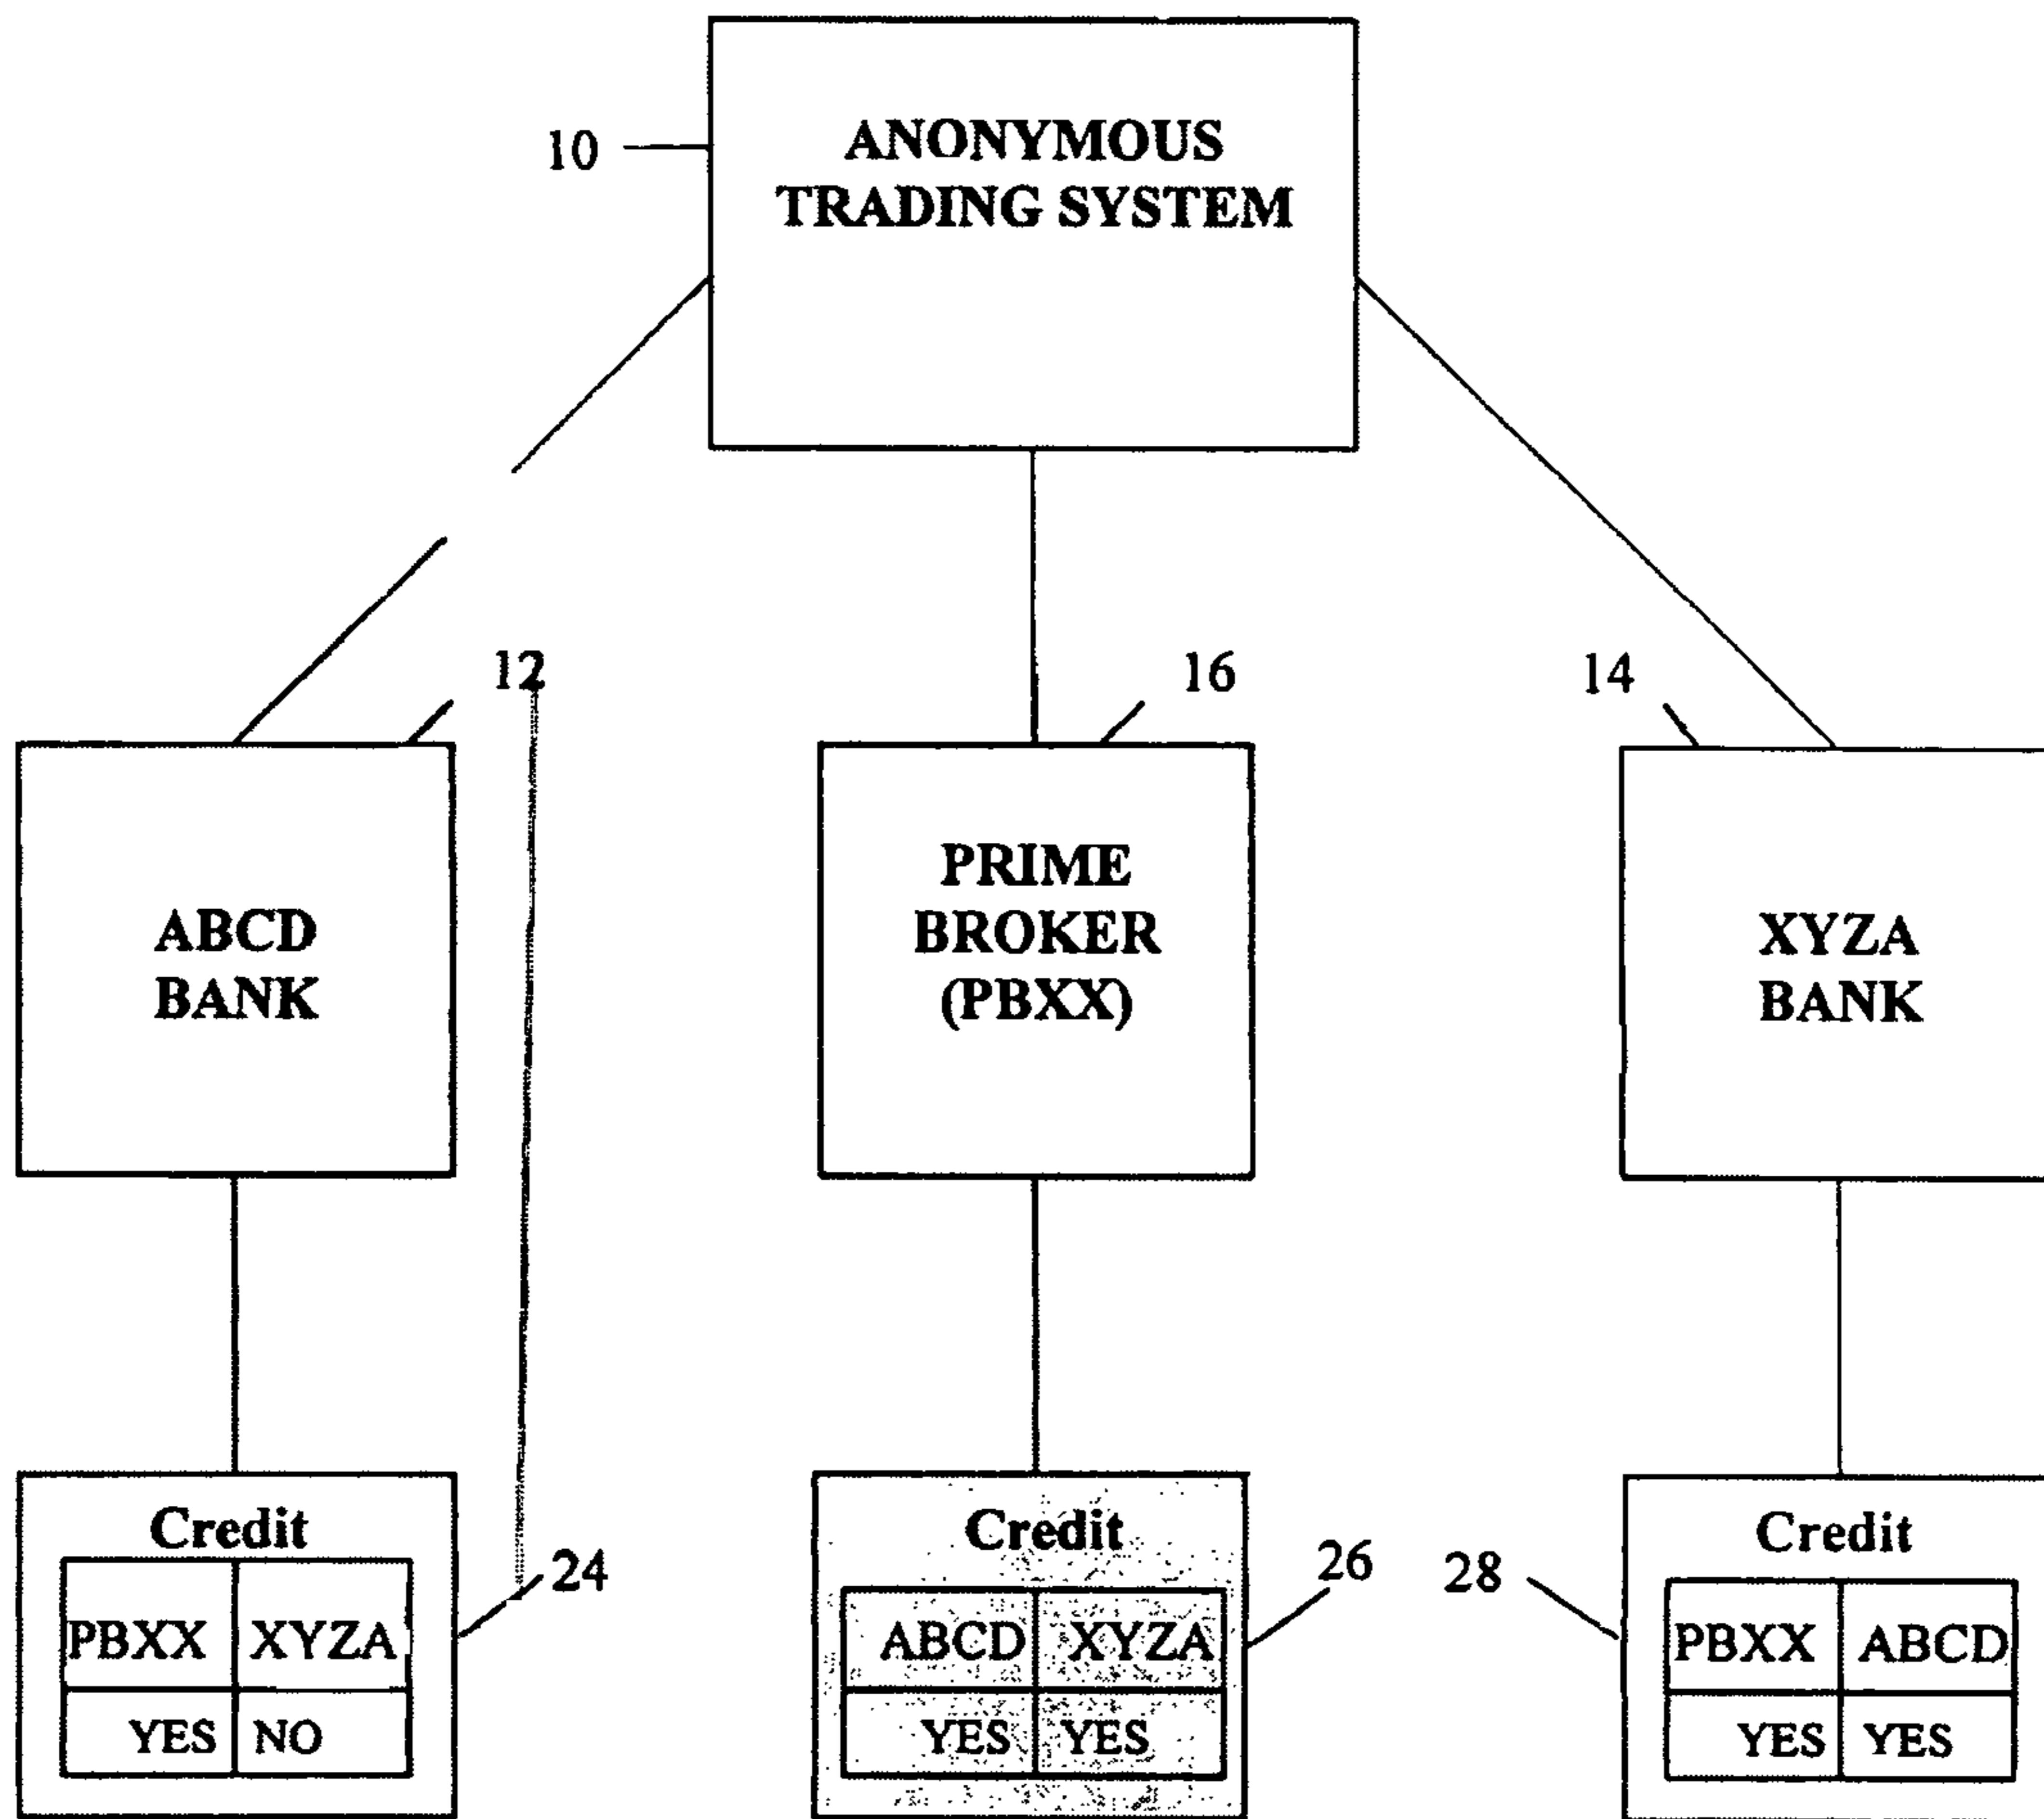 10
ANONYMOUS
TRADING SYSTEM
12
16
14
ABCD
BANK
PRIME
BROKER
(PBXX)
XYZA
BANK
Credit
PBXX XYZA
YES NO
24
Credit
ABCD XYZA
YES YES
26
28
Credit
PBXX ABCD
YES YES